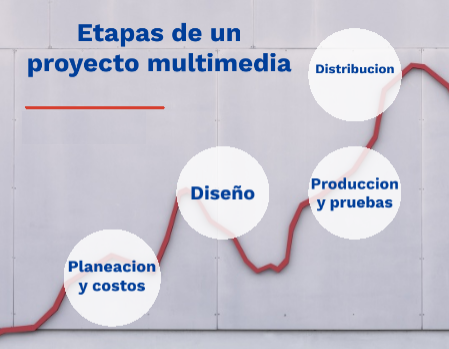 Etapas de un
proyecto multimedia
Distribucion
Produccion
y pruebas
Diseño
Planeacion
y costos